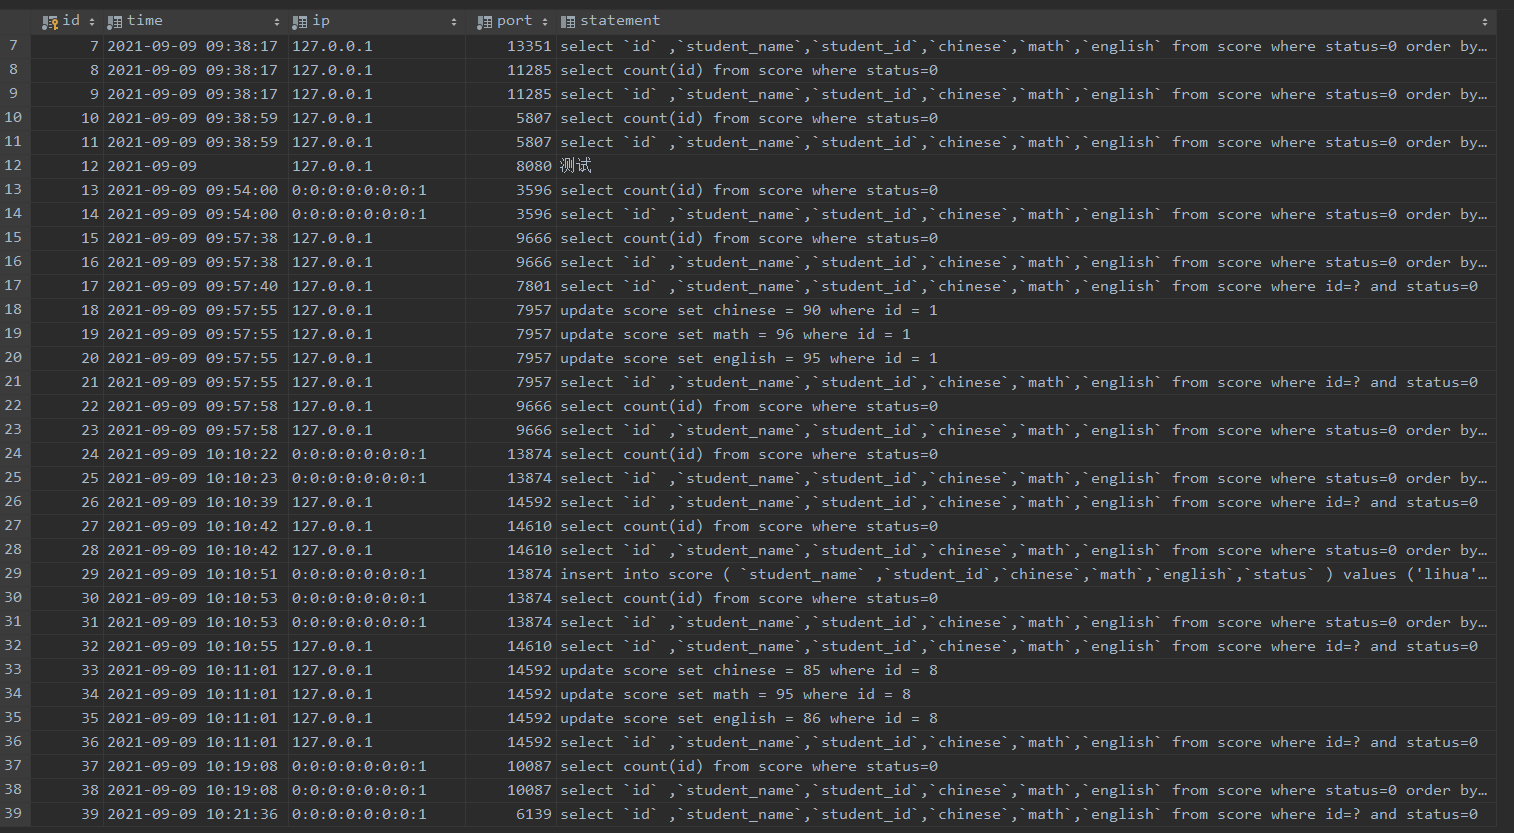 id time ip port statement
7 7 2021-09-09 09:38:17 127.0.0.1 13351 select `id` ,`student_name`,`student_id`,`chinese`,`math`,`english` from score where status=0 order by…
8 8 2021-09-09 09:38:17 127.0.0.1 11285 select count(id) from score where status=0
9 9 2021-09-09 09:38:17 127.0.0.1 11285 select `id` ,`student_name`,`student_id`,`chinese`,`math`,`english` from score where status=0 order by…
10 10 2021-09-09 09:38:59 127.0.0.1 5807 select count(id) from score where status=0
11 11 2021-09-09 09:38:59 127.0.0.1 5807 select `id` ,`student_name`,`student_id`,`chinese`,`math`,`english` from score where status=0 order by…
12 12 2021-09-09 127.0.0.1 8080 测试
13 13 2021-09-09 09:54:00 0:0:0:0:0:0:0:1 3596 select count(id) from score where status=0
14 14 2021-09-09 09:54:00 0:0:0:0:0:0:0:1 3596 select `id` ,`student_name`,`student_id`,`chinese`,`math`,`english` from score where status=0 order by…
15 15 2021-09-09 09:57:38 127.0.0.1 9666 select count(id) from score where status=0
16 16 2021-09-09 09:57:38 127.0.0.1 9666 select `id` ,`student_name`,`student_id`,`chinese`,`math`,`english` from score where status=0 order by…
17 17 2021-09-09 09:57:40 127.0.0.1 7801 select `id` ,`student_name`,`student_id`,`chinese`,`math`,`english` from score where id=? and status=0
18 18 2021-09-09 09:57:55 127.0.0.1 7957 update score set chinese = 90 where id = 1
19 19 2021-09-09 09:57:55 127.0.0.1 7957 update score set math = 96 where id = 1
20 20 2021-09-09 09:57:55 127.0.0.1 7957 update score set english = 95 where id = 1
21 21 2021-09-09 09:57:55 127.0.0.1 7957 select `id` ,`student_name`,`student_id`,`chinese`,`math`,`english` from score where id=? and status=0
22 22 2021-09-09 09:57:58 127.0.0.1 9666 select count(id) from score where status=0
23 23 2021-09-09 09:57:58 127.0.0.1 9666 select `id` ,`student_name`,`student_id`,`chinese`,`math`,`english` from score where status=0 order by…
24 24 2021-09-09 10:10:22 0:0:0:0:0:0:0:1 13874 select count(id) from score where status=0
25 25 2021-09-09 10:10:23 0:0:0:0:0:0:0:1 13874 select `id` ,`student_name`,`student_id`,`chinese`,`math`,`english` from score where status=0 order by…
26 26 2021-09-09 10:10:39 127.0.0.1 14592 select `id` ,`student_name`,`student_id`,`chinese`,`math`,`english` from score where id=? and status=0
27 27 2021-09-09 10:10:42 127.0.0.1 14610 select count(id) from score where status=0
28 28 2021-09-09 10:10:42 127.0.0.1 14610 select `id` ,`student_name`,`student_id`,`chinese`,`math`,`english` from score where status=0 order by…
29 29 2021-09-09 10:10:51 0:0:0:0:0:0:0:1 13874 insert into score ( `student_name` ,`student_id`,`chinese`,`math`,`english`,`status` ) values ('lihua'…
30 30 2021-09-09 10:10:53 0:0:0:0:0:0:0:1 13874 select count(id) from score where status=0
31 31 2021-09-09 10:10:53 0:0:0:0:0:0:0:1 13874 select `id` ,`student_name`,`student_id`,`chinese`,`math`,`english` from score where status=0 order by…
32 32 2021-09-09 10:10:55 127.0.0.1 14610 select `id` ,`student_name`,`student_id`,`chinese`,`math`,`english` from score where id=? and status=0
33 33 2021-09-09 10:11:01 127.0.0.1 14592 update score set chinese = 85 where id = 8
34 34 2021-09-09 10:11:01 127.0.0.1 14592 update score set math = 95 where id = 8
35 35 2021-09-09 10:11:01 127.0.0.1 14592 update score set english = 86 where id = 8
36 36 2021-09-09 10:11:01 127.0.0.1 14592 select `id` ,`student_name`,`student_id`,`chinese`,`math`,`english` from score where id=? and status=0
37 37 2021-09-09 10:19:08 0:0:0:0:0:0:0:1 10087 select count(id) from score where status=0
38 38 2021-09-09 10:19:08 0:0:0:0:0:0:0:1 10087 select `id` ,`student_name`,`student_id`,`chinese`,`math`,`english` from score where status=0 order by…
39 39 2021-09-09 10:21:36 0:0:0:0:0:0:0:1 6139 select `id` ,`student_name`,`student_id`,`chinese`,`math`,`english` from score where id=? and status=0